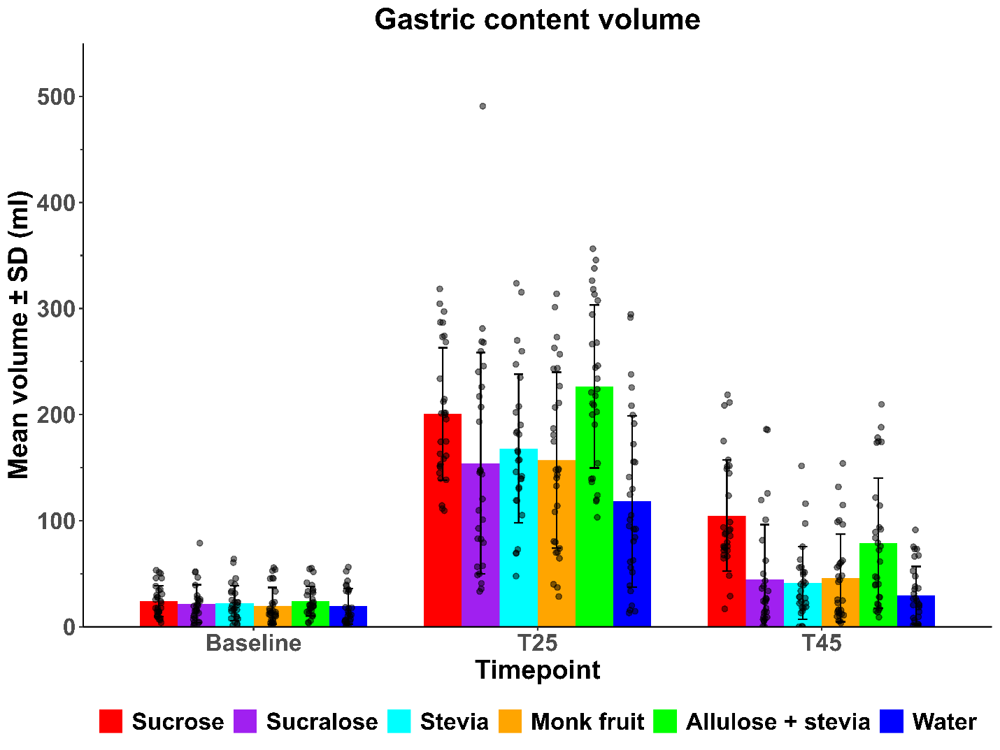 Gastric content volume
Mean volume ± SD (ml)
500
400
300
200
100
0
Baseline T25 T45
Timepoint
Sucrose Sucralose Stevia Monk fruit Allulose + stevia Water